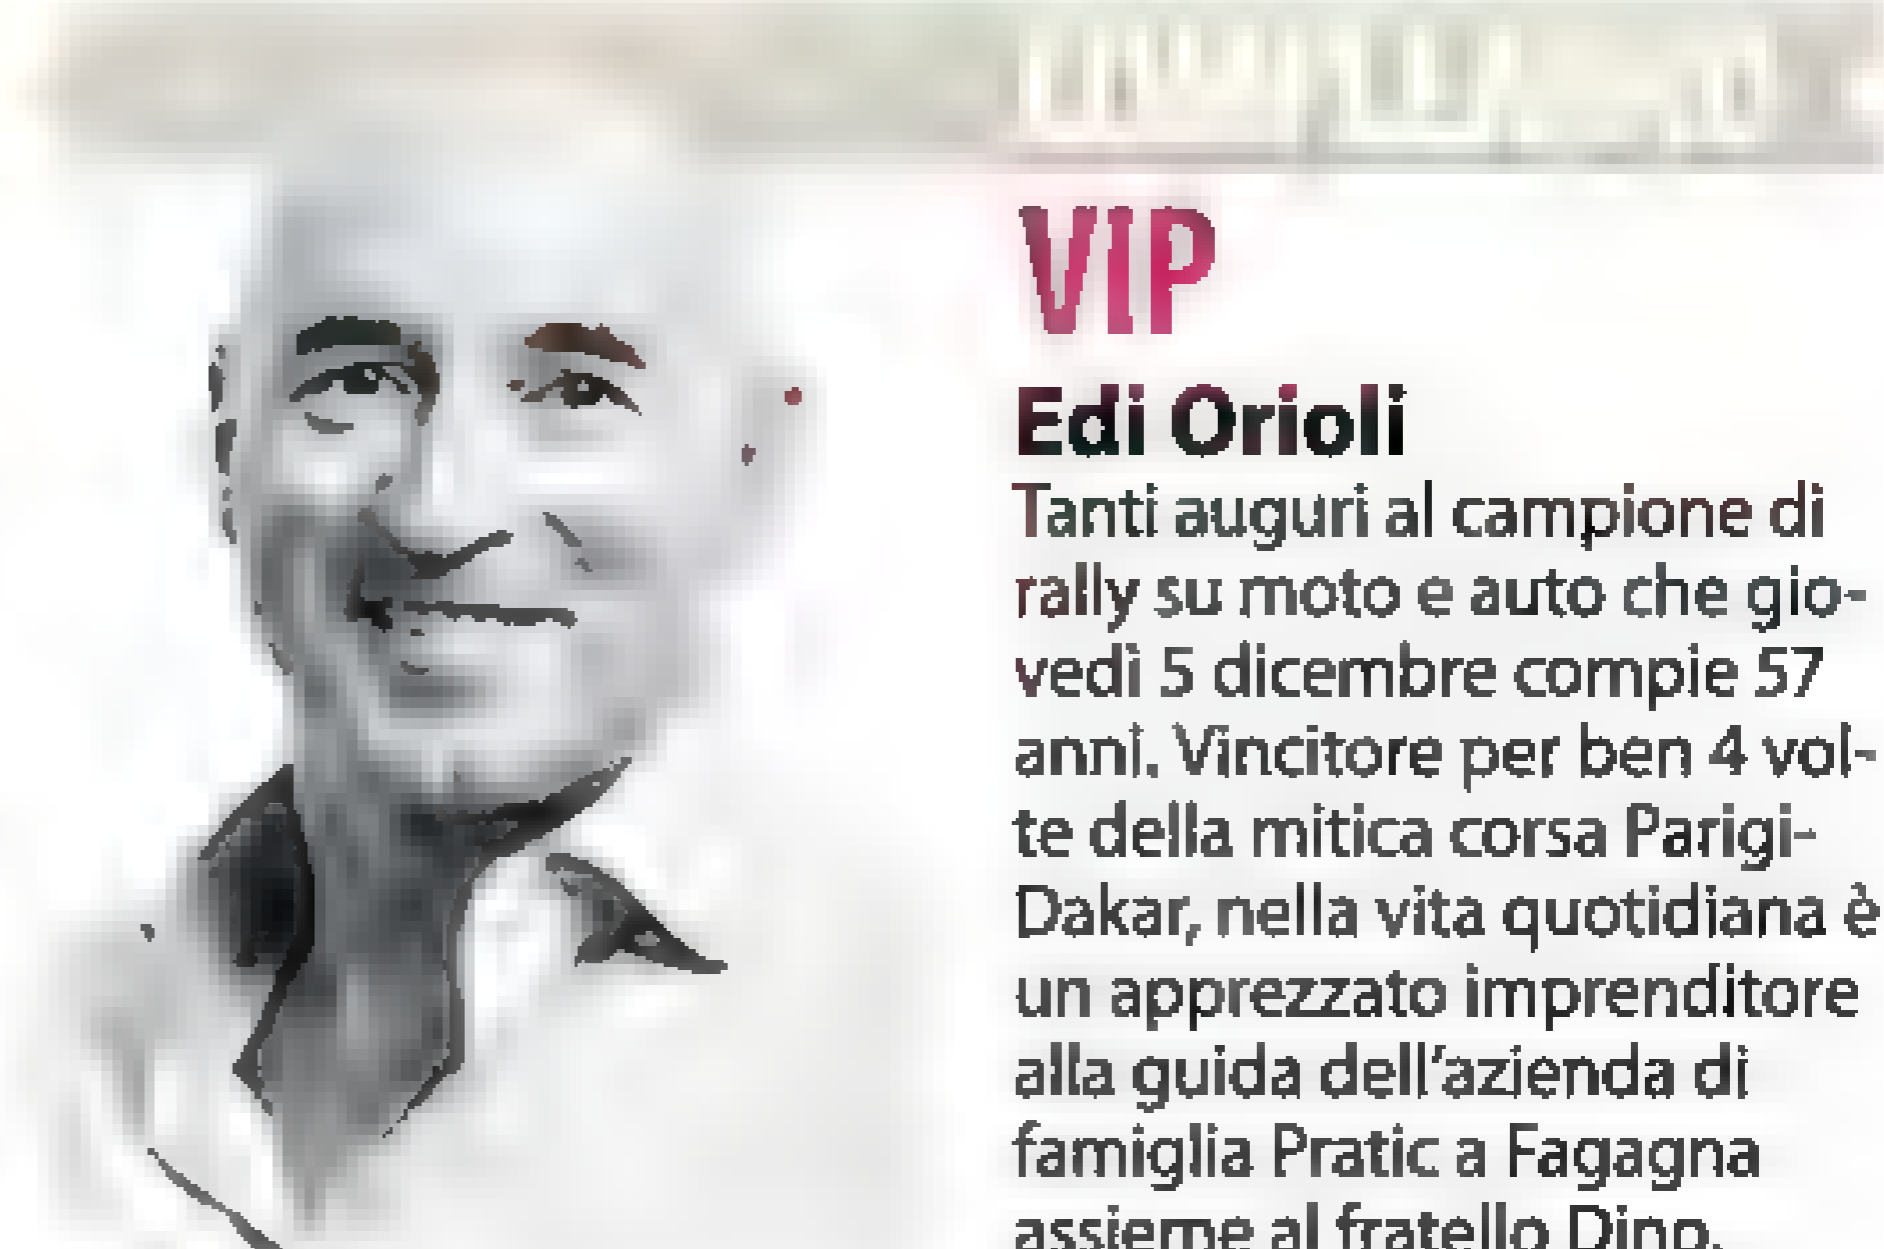 VIP
Edi Orioli
Tanti auguri al campione di
rally su moto e auto che gio-
vedì 5 dicembre compie 57
anni. Vincitore per ben 4 vol-
te della mitica corsa Parigi-
Dakar, nella vita quotidiana è
un apprezzato imprenditore
alla guida dell'azienda di
famiglia Pratic a Fagagna
assieme al fratello Dino.